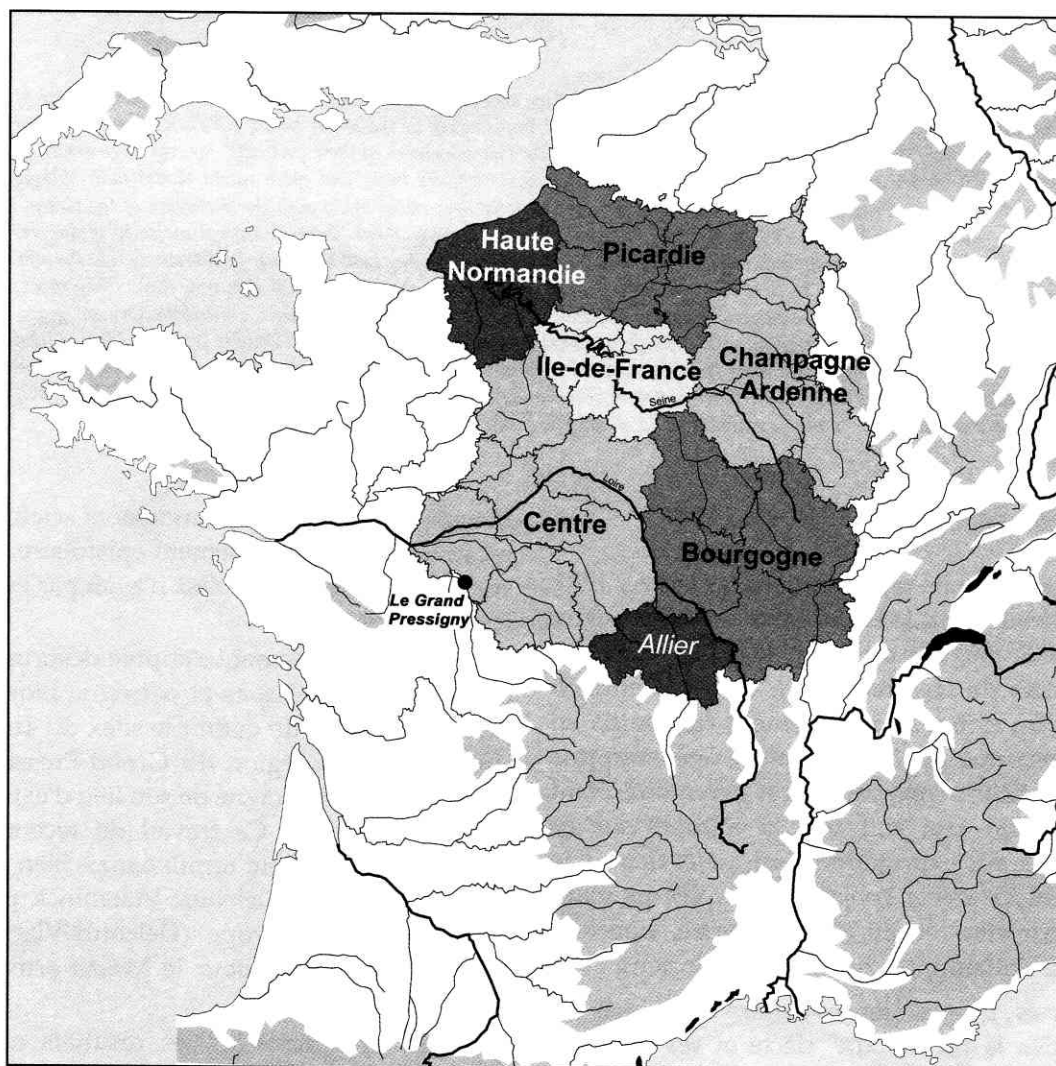 Haute
Normandie
Picardie
Ile-de-France
Champagne
Ardenne
Seine
Loire
Centre
Bourgogne
Le Grand
Pressigny
Allier